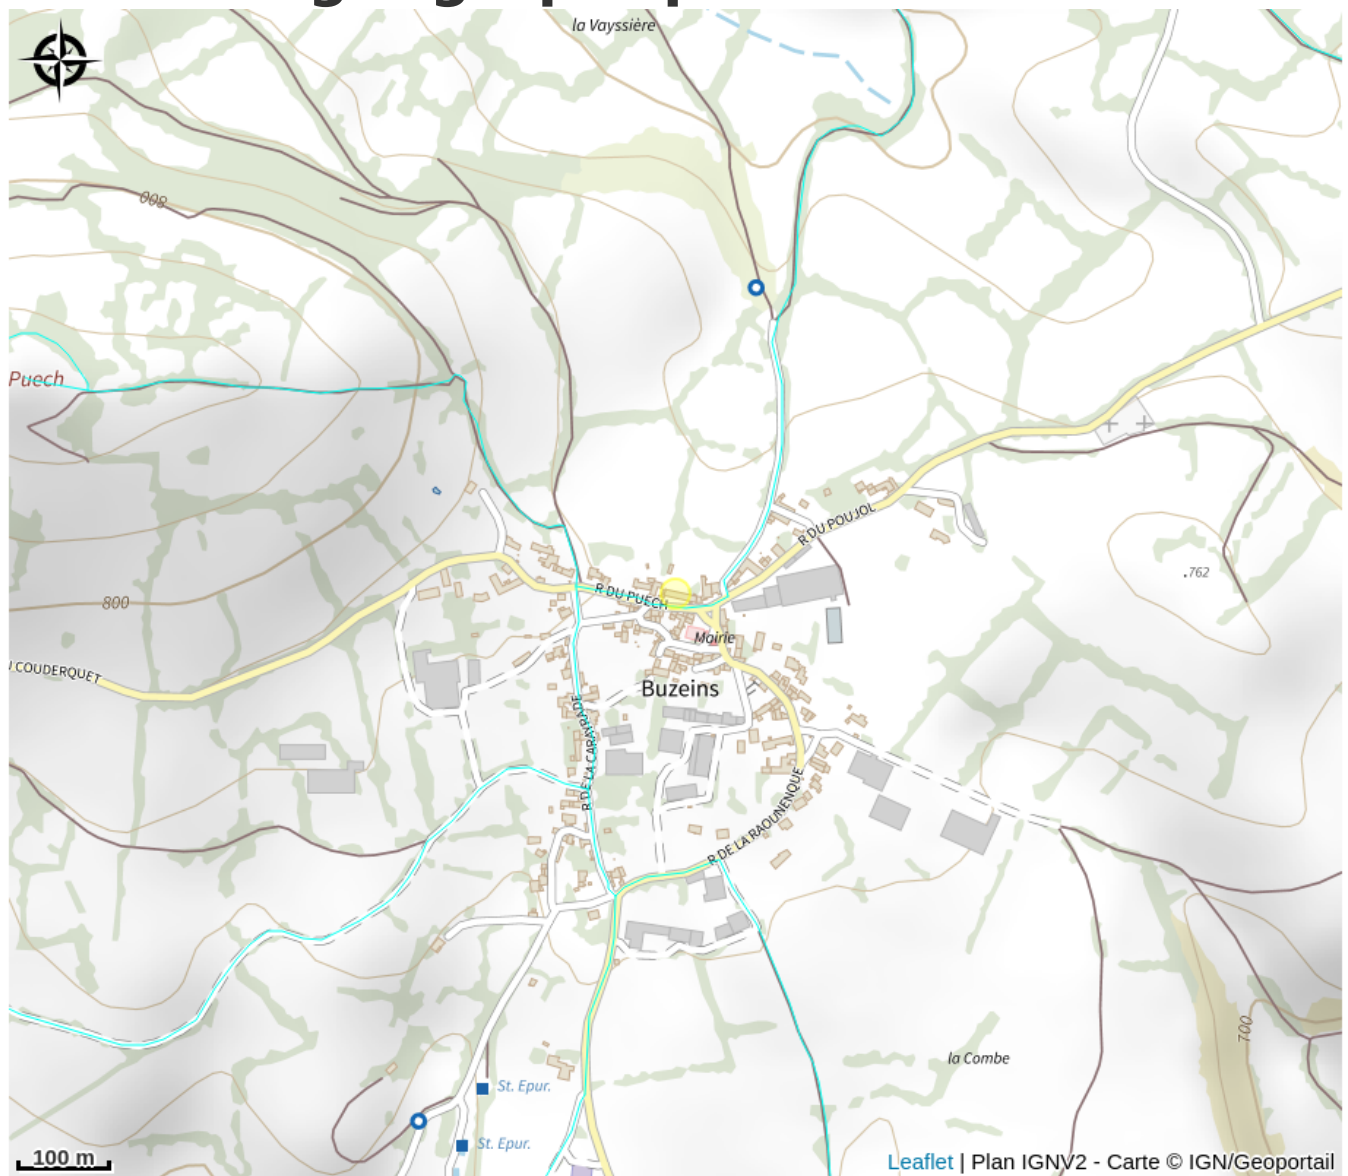 la Vayssière
800
Puech
R DU POUJOL
.762
R DU PUECH
800
Mairie
COUDERQUET
Buzeins
R DE LA CABAYRADE
R DE LA RAOUNENQUE
700
la Combe
St. Epur.
St. Epur.
100 m
Leaflet | Plan IGNV2 - Carte © IGN/Geoportail